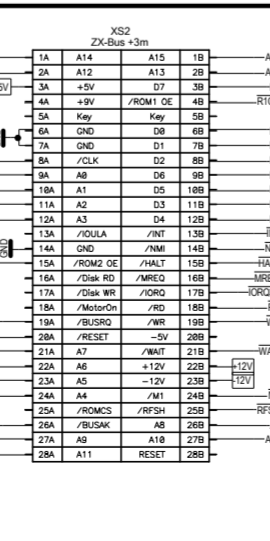 XS2
ZX-Bus +3m
1A A14 A15 1B
2A A12 A13 2B
3A +5V D7 3B
4A +9V /ROM1 OE 4B
5A Key Key 5B
6A GND D0 6B
7A GND D1 7B
8A /CLK D2 8B
9A A0 D6 9B
10A A1 D5 10B
11A A2 D3 11B
12A A3 D4 12B
13A /IOULA /INT 13B
14A GND /NMI 14B
15A /ROM2 OE /HALT 15B
16A /Disk RD /MREQ 16B
17A /Disk WR /IORQ 17B
18A /MotorOn /RD 18B
19A /BUSRQ /WR 19B
20A /RESET -5V 20B
21A A7 /WAIT 21B
22A A6 +12V 22B +12V
23A A5 -12V 23B -12V
24A A4 /M1 24B
25A /ROMCS /RFSH 25B
26A /BUSAK A8 26B
27A A9 A10 27B
28A A11 RESET 28B
GND